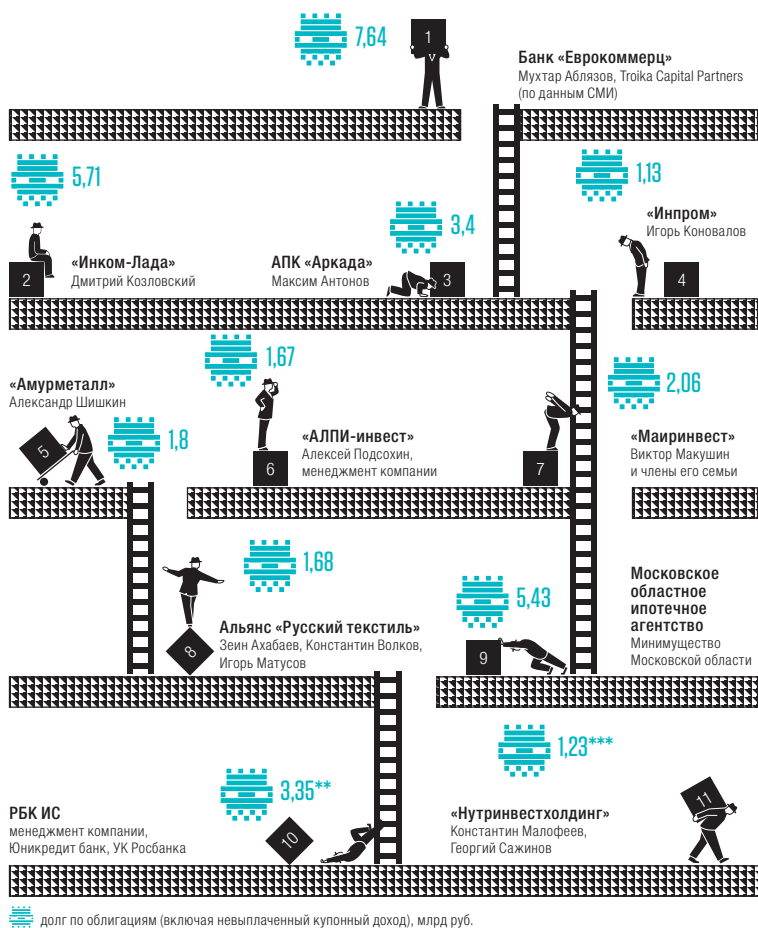 7,64
1
Банк «Еврокоммерц»
Мухтар Аблязов, Troika Capital Partners
(по данным СМИ)
5,71
2
«Инком-Лада»
Дмитрий Козловский
3,4
АПК «Аркада»
Максим Антонов
3
1,13
«Инпром»
Игорь Коновалов
4
«Амурметалл»
Александр Шишкин
5
1,8
1,67
6
«АЛПИ-инвест»
Алексей Подсохин,
менеджмент компании
7
2,06
«Маиринвест»
Виктор Макушин
и члены его семьи
1,68
8
Альянс «Русский текстиль»
Зеин Ахабаев, Константин Волков,
Игорь Матусов
5,43
9
Московское
областное
ипотечное
агентство
Минимущество
Московской области
РБК ИС
менеджмент компании,
Юникредит банк, УК Росбанка
3,35**
10
1,23***
«Нутринвестхолдинг»
Константин Малофеев,
Георгий Сажинов
11
долг по облигациям (включая невыплаченный купонный доход), млрд руб.